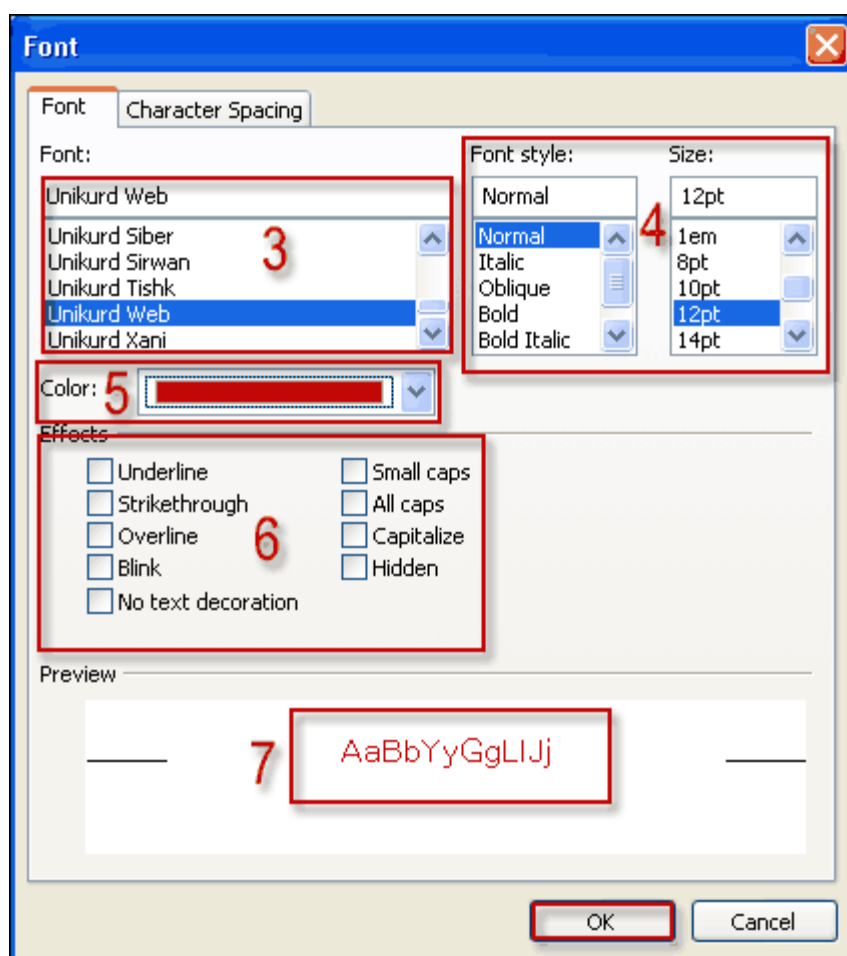 Font
Font Character Spacing
Font: Font style: Size:
Unikurd Web Normal 12pt
Unikurd Siber
Unikurd Sirwan
Unikurd Tishk
Unikurd Web
Unikurd Xani
3
Normal
Italic
Oblique
Bold
Bold Italic
4
1em
8pt
10pt
12pt
14pt
Color: 5
Effects
Underline Small caps
Strikethrough All caps
Overline Capitalize
Blink Hidden
No text decoration
6
Preview
7 AaBbYyGgLlJj
OK Cancel